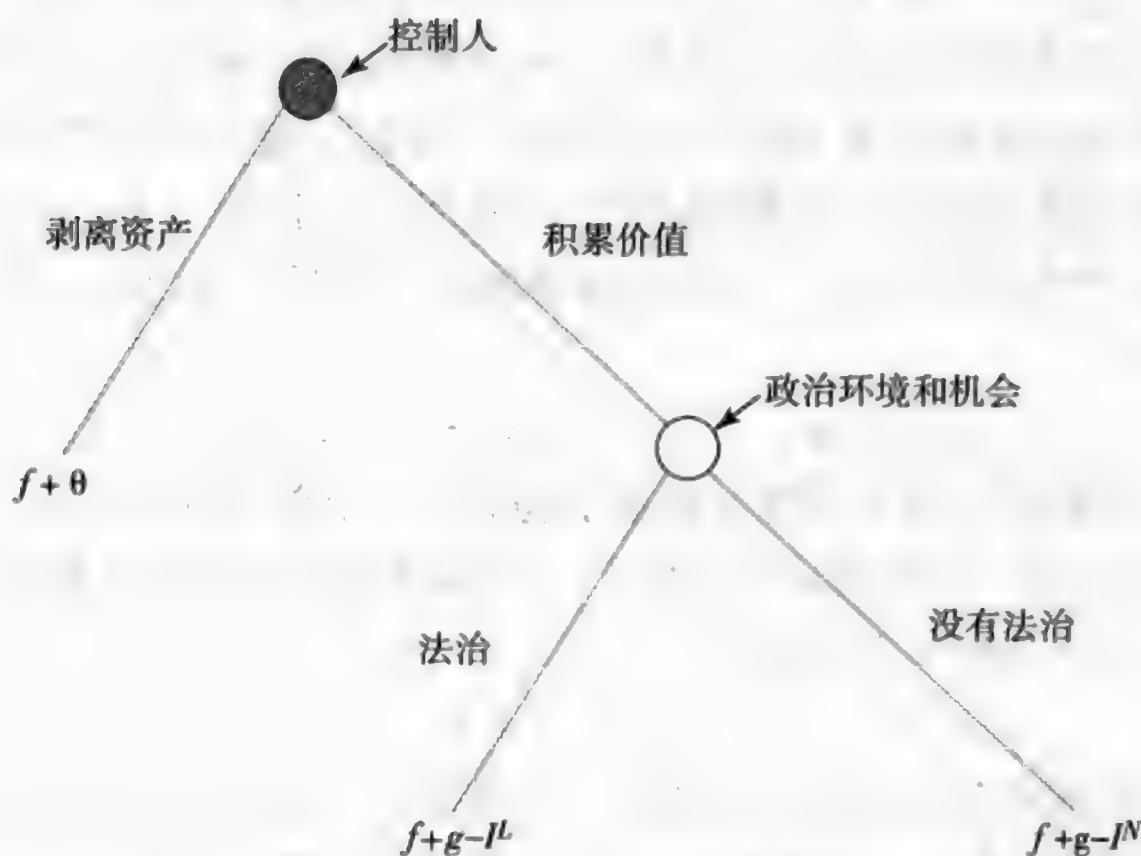 控制人
剥离资产
积累价值
政治环境和机会
f + θ
法治
没有法治
f+g−I^L
f+g−I^N